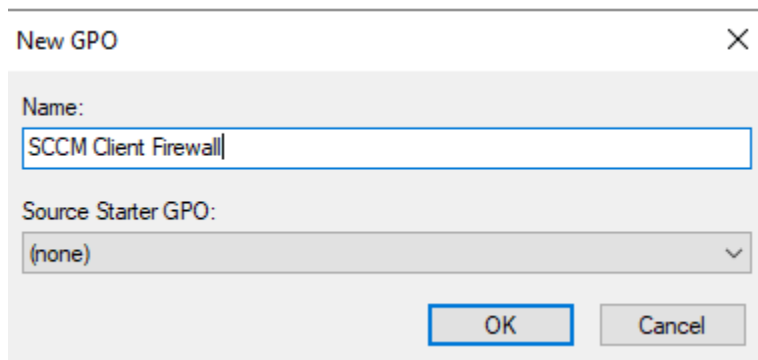 New GPO
Name:
SCCM Client Firewall
Source Starter GPO:
(none)
OK Cancel